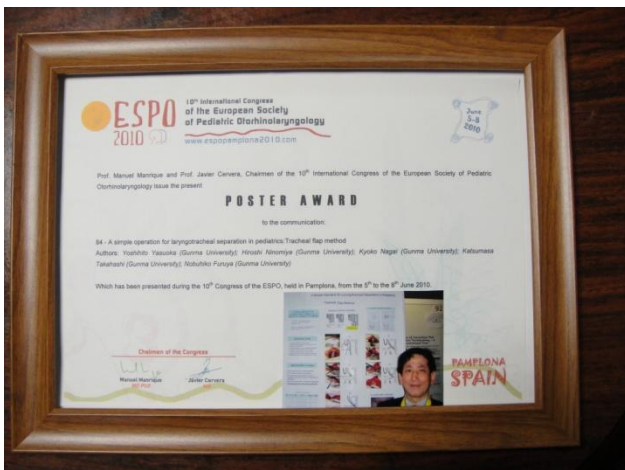 ESPO
2010
10th International Congress
of the European Society
of Pediatric Otorhinolaryngology
www.espopamplona2010.com
June
5-8
2010
Prof. Manuel Manrique and Prof. Javier Cervera, Chairmen of the 10th International Congress of the European Society of Pediatric
Otorhinolaryngology issue the present
POSTER AWARD
to the communication:
84 - A simple operation for laryngotracheal separation in pediatrics/Tracheal flap method
Authors: Yoshihito Yasuoka (Gunma University); Hiroshi Ninomiya (Gunma University); Kyoko Nagai (Gunma University); Katsumasa
Takahashi (Gunma University); Nobuhiko Furuya (Gunma University)
Which has been presented during the 10th Congress of the ESPO, held in Pamplona, from the 5th to the 8th June 2010.
Chairmen of the Congress
Manuel Manrique
Javier Cervera
PAMPLONA
SPAIN